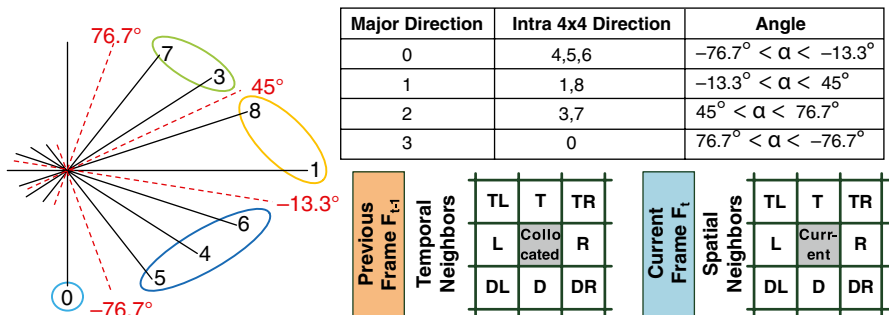 76.7°
7
3
45°
8
1
−13.3°
6
4
5
0
−76.7°
Major Direction Intra 4x4 Direction Angle
0 4,5,6 −76.7° < α < −13.3°
1 1,8 −13.3° < α < 45°
2 3,7 45° < α < 76.7°
3 0 76.7° < α < −76.7°
Previous
Frame Ft-1
Temporal
Neighbors
TL T TR
L Collo
cated R
DL D DR
Current
Frame Ft
Spatial
Neighbors
TL T TR
L Curr-
ent R
DL D DR